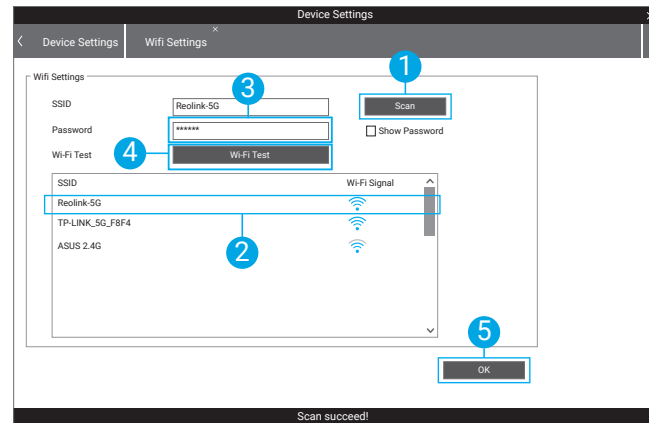 Device Settings
Device Settings
Wifi Settings
×
1
Wifi Settings
3
SSID
Reolink-5G
Scan
Password
******
Show Password
4
Wi-Fi Test
Wi-Fi Test
SSID
Wi-Fi Signal
Reolink-5G
TP-LINK_5G_F8F4
2
ASUS 2.4G
5
OK
Scan succeed!